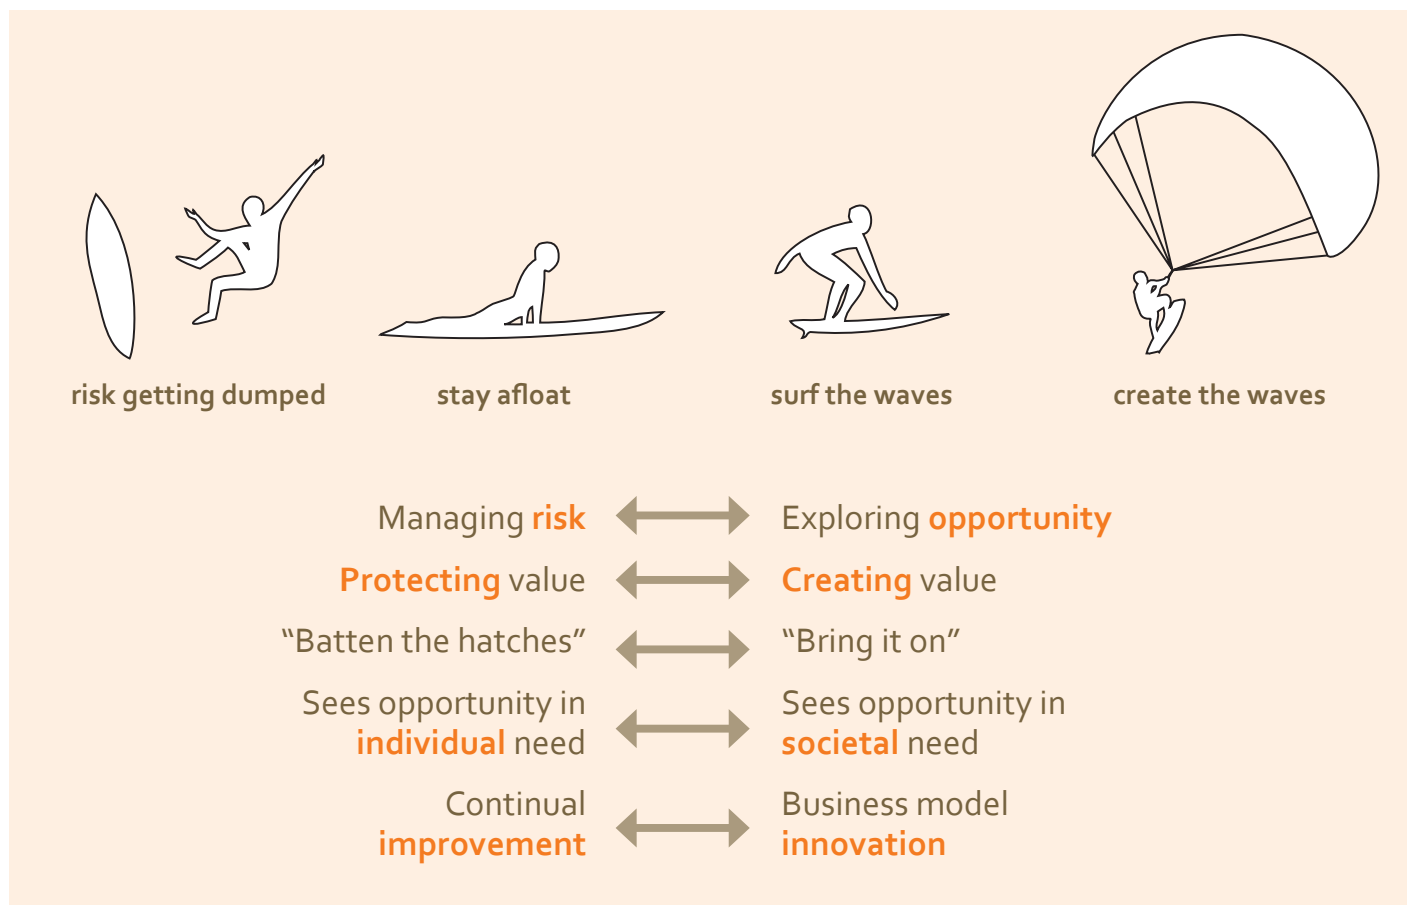 risk getting dumped
stay afloat
surf the waves
create the waves
Managing risk
Exploring opportunity
Protecting value
Creating value
“Batten the hatches”
“Bring it on”
Sees opportunity in
individual need
Sees opportunity in
societal need
Continual
improvement
Business model
innovation